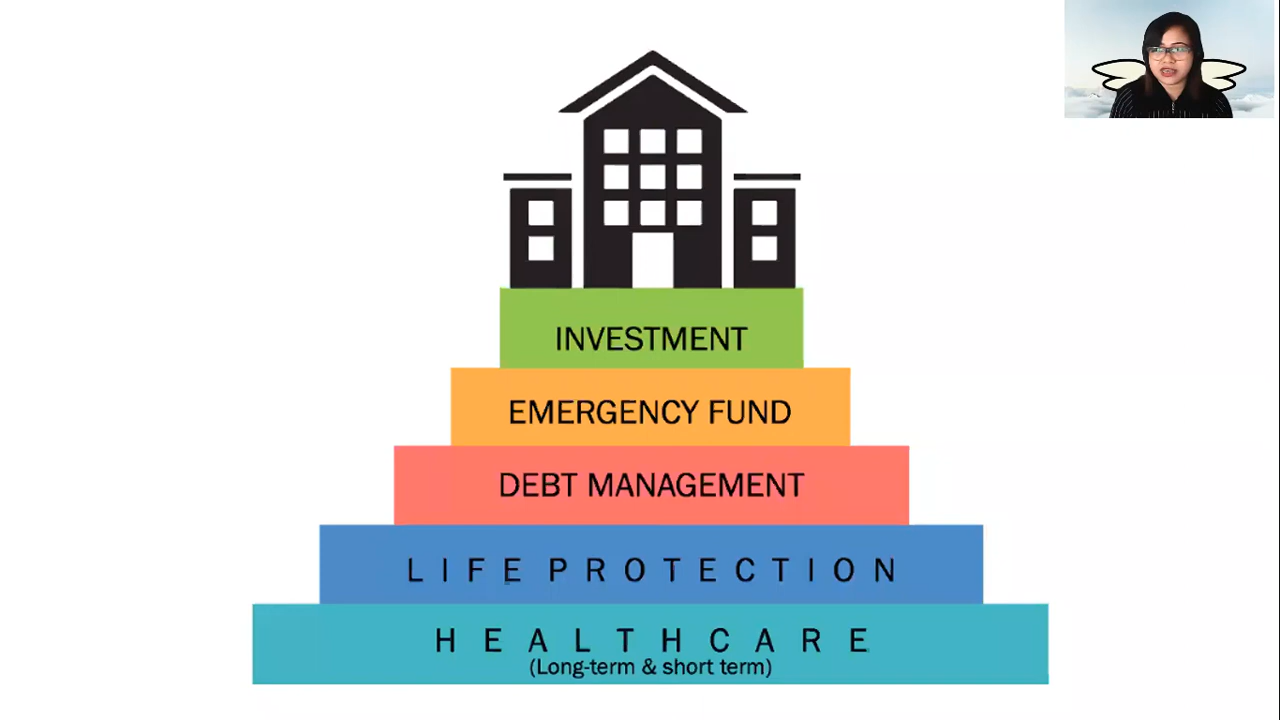 INVESTMENT
EMERGENCY FUND
DEBT MANAGEMENT
LIFE PROTECTION
HEALTHCARE
(Long-term & short term)